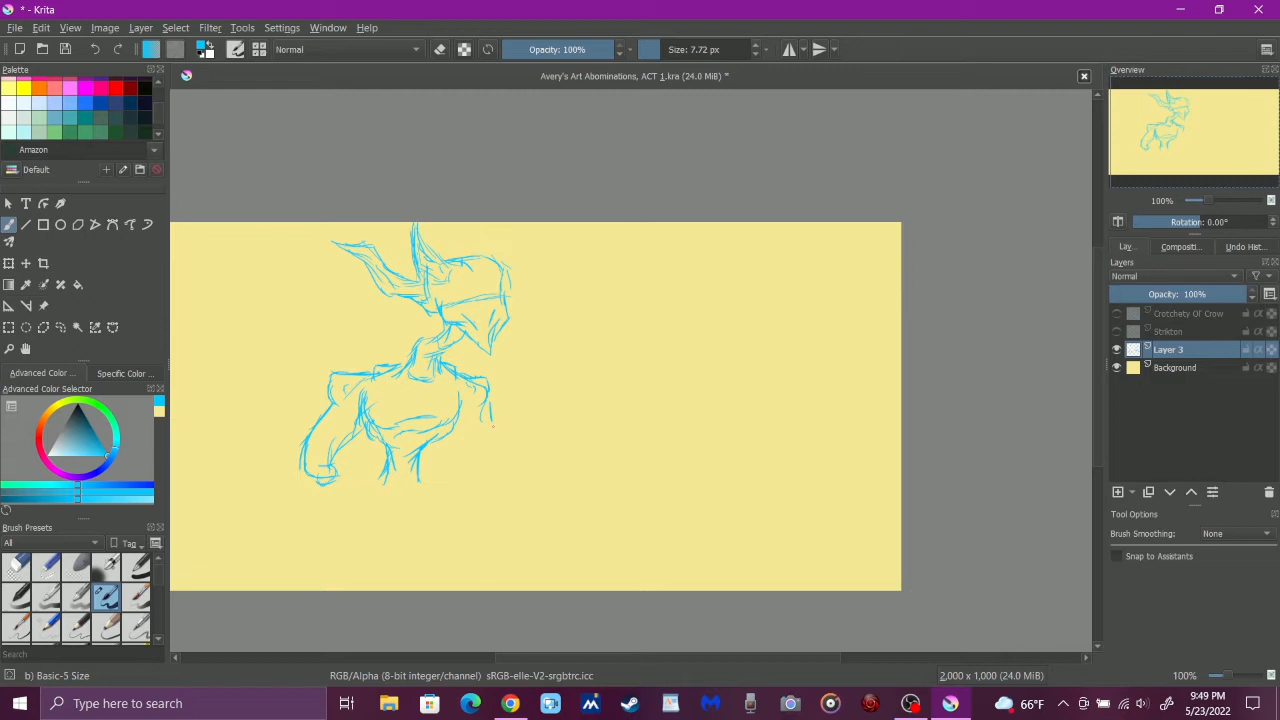 * - Krita
File Edit View Image Layer Select Filter Tools Settings Window Help
Normal Opacity: 100% Size: 7.72 px
Palette
Avery's Art Abominations, ACT 1.kra (24.0 MiB) *
Overview
Amazon
Default
100%
Rotation: 0.00°
Lay... Compositi... Undo Hist...
Layers
Normal
Opacity: 100%
Crotchety Of Crow
Strikton
Layer 3
Background
Advanced Color ... Specific Color ...
Advanced Color Selector
Tool Options
Brush Smoothing: None
Snap to Assistants
Brush Presets
All Tag
Search
b) Basic-5 Size
RGB/Alpha (8-bit integer/channel) sRGB-elle-V2-srgbtrc.icc
2,000 x 1,000 (24.0 MiB)
100%
Type here to search
66°F
9:49 PM
5/23/2022